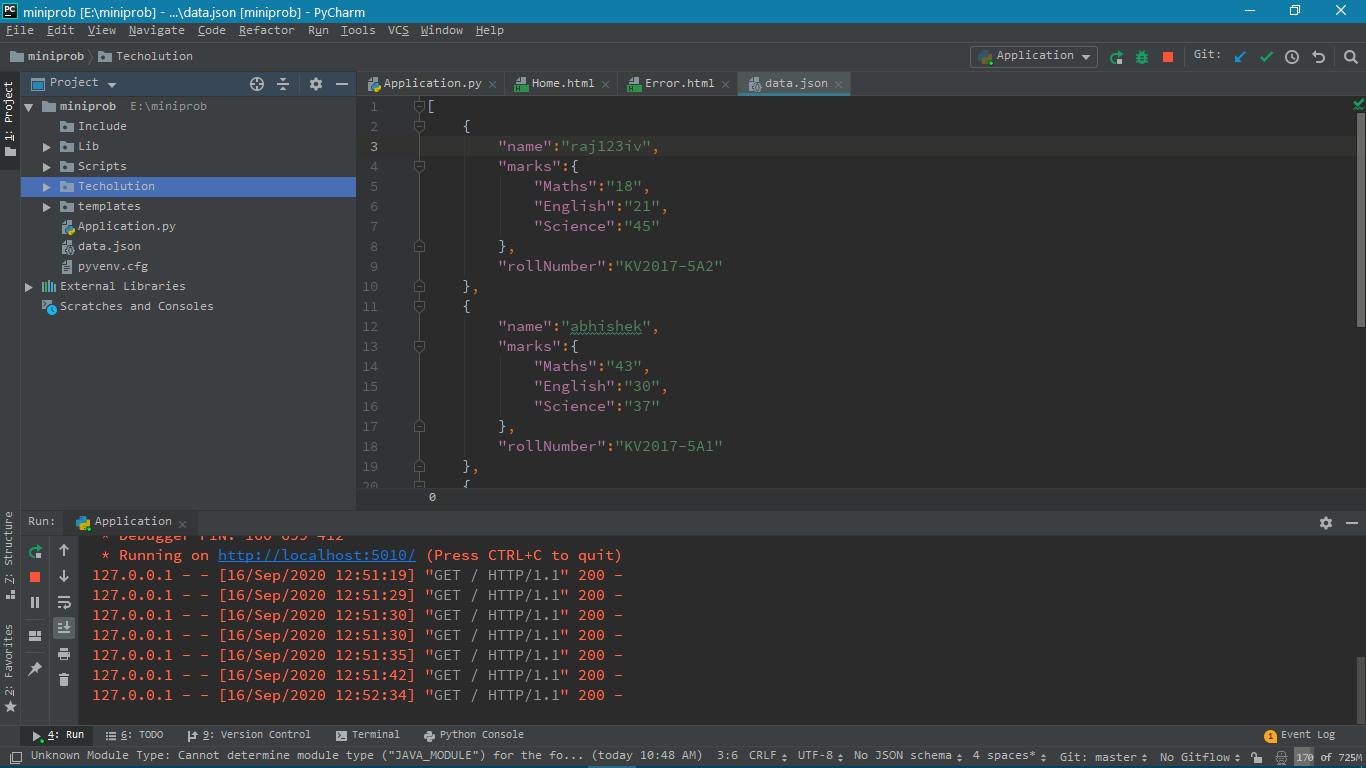 miniprob [E:\miniprob] - ...\data.json [miniprob] - PyCharm
File Edit View Navigate Code Refactor Run Tools VCS Window Help
miniprob Techolution Application Git:
1: Project
Project
Application.py Home.html Error.html data.json
miniprob E:\miniprob
Include
Lib
Scripts
Techolution
templates
Application.py
data.json
pyvenv.cfg
External Libraries
Scratches and Consoles
1 [
2 {
3 "name":"raj123iv",
4 "marks":{
5 "Maths":"18",
6 "English":"21",
7 "Science":"45"
8 },
9 "rollNumber":"KV2017-5A2"
10 },
11 {
12 "name":"abhishek",
13 "marks":{
14 "Maths":"43",
15 "English":"30",
16 "Science":"37"
17 },
18 "rollNumber":"KV2017-5A1"
19 },
20 {
0
Z: Structure
2: Favorites
Run: Application
* Running on http://localhost:5010/ (Press CTRL+C to quit)
127.0.0.1 - - [16/Sep/2020 12:51:19] "GET / HTTP/1.1" 200 -
127.0.0.1 - - [16/Sep/2020 12:51:29] "GET / HTTP/1.1" 200 -
127.0.0.1 - - [16/Sep/2020 12:51:30] "GET / HTTP/1.1" 200 -
127.0.0.1 - - [16/Sep/2020 12:51:30] "GET / HTTP/1.1" 200 -
127.0.0.1 - - [16/Sep/2020 12:51:35] "GET / HTTP/1.1" 200 -
127.0.0.1 - - [16/Sep/2020 12:51:42] "GET / HTTP/1.1" 200 -
127.0.0.1 - - [16/Sep/2020 12:52:34] "GET / HTTP/1.1" 200 -
4: Run 6: TODO 9: Version Control Terminal Python Console 1 Event Log
Unknown Module Type: Cannot determine module type ("JAVA_MODULE") for the fo... (today 10:48 AM) 3:6 CRLF UTF-8 No JSON schema 4 spaces* Git: master No Gitflow 170 of 725M